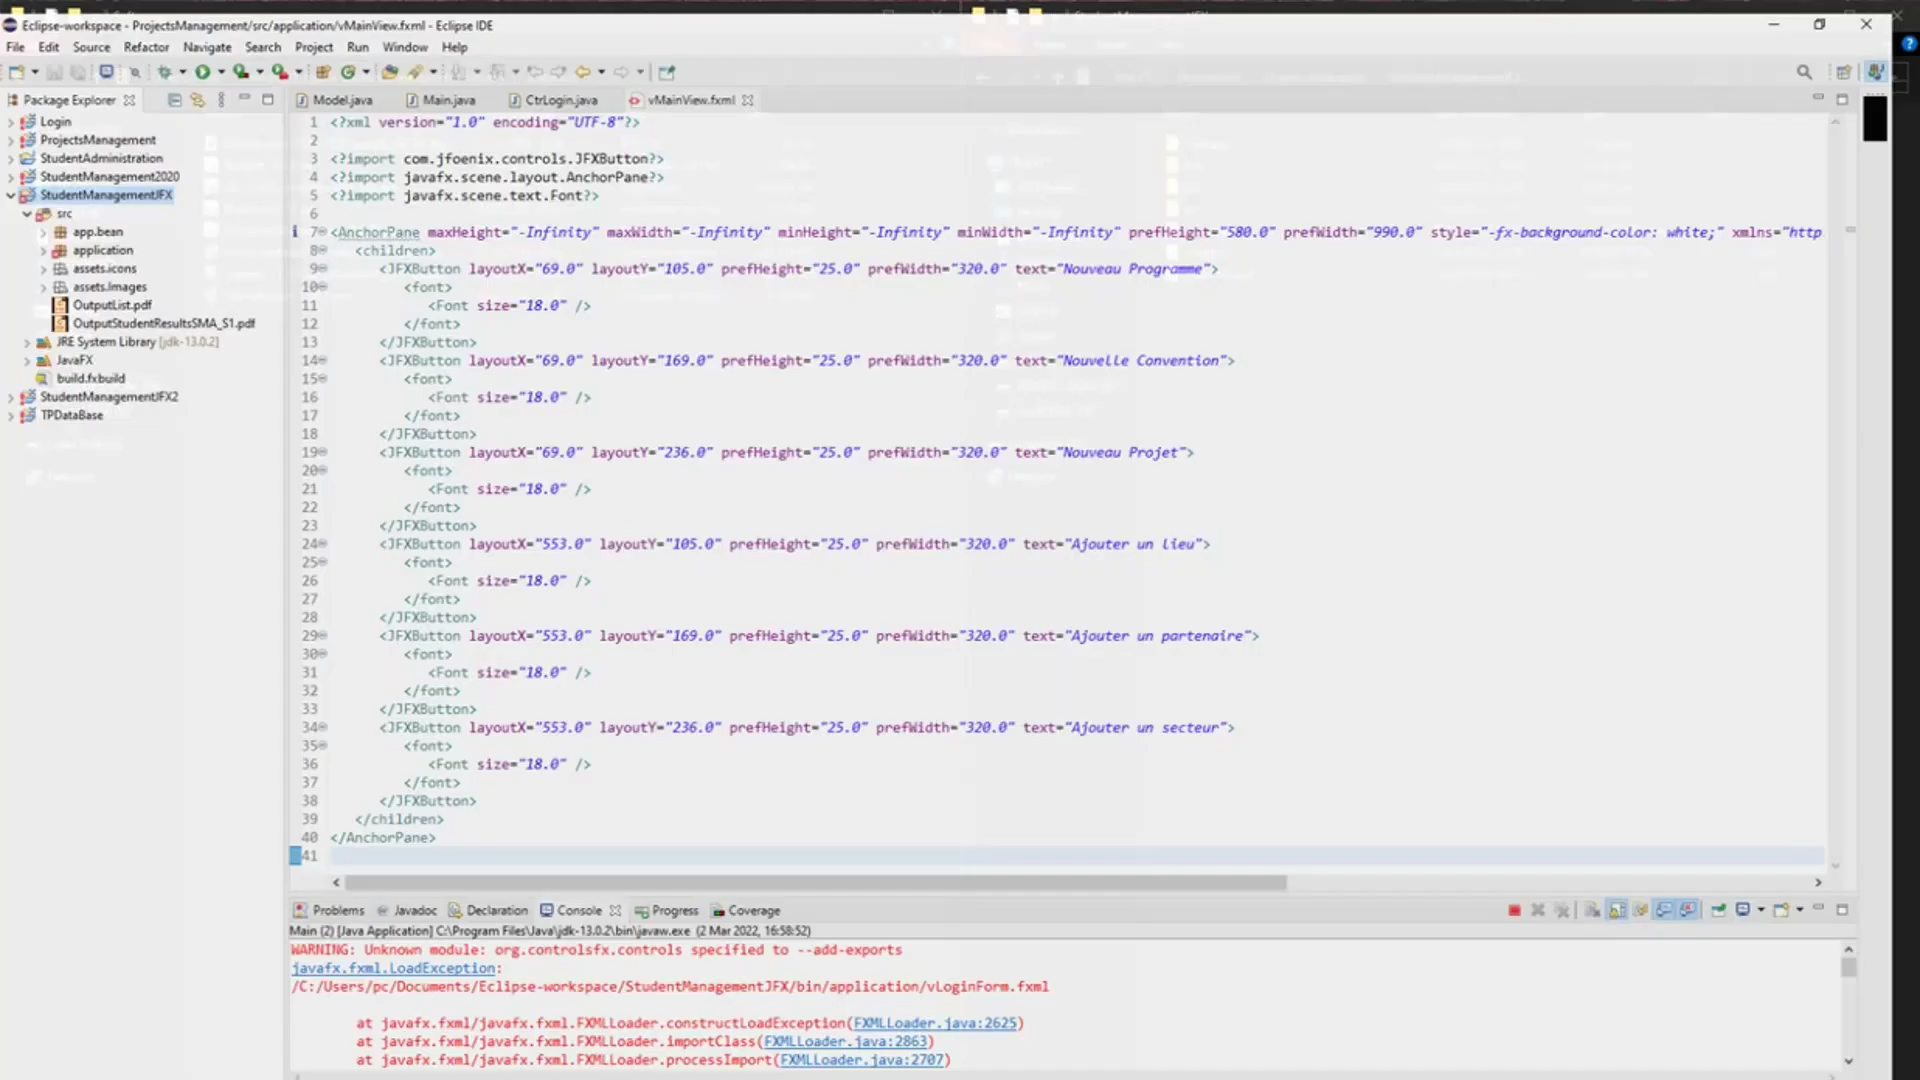 Eclipse-workspace - ProjectsManagement/src/application/vMainView.fxml - Eclipse IDE
File Edit Source Refactor Navigate Search Project Run Window Help
Package Explorer
Login
ProjectsManagement
StudentAdministration
StudentManagement2020
StudentManagementJFX
src
app.bean
application
assets.icons
assets.Images
OutputList.pdf
OutputStudentResultsSMA_S1.pdf
JRE System Library [jdk-13.0.2]
JavaFX
build.fxbuild
StudentManagementJFX2
TPDataBase
Model.java Main.java CtrLogin.java vMainView.fxml
1 <?xml version="1.0" encoding="UTF-8"?>
2
3 <?import com.jfoenix.controls.JFXButton?>
4 <?import javafx.scene.layout.AnchorPane?>
5 <?import javafx.scene.text.Font?>
6
7 <AnchorPane maxHeight="-Infinity" maxWidth="-Infinity" minHeight="-Infinity" minWidth="-Infinity" prefHeight="580.0" prefWidth="990.0" style="-fx-background-color: white;" xmlns="http
8 <children>
9 <JFXButton layoutX="69.0" layoutY="105.0" prefHeight="25.0" prefWidth="320.0" text="Nouveau Programme">
10 <font>
11 <Font size="18.0" />
12 </font>
13 </JFXButton>
14 <JFXButton layoutX="69.0" layoutY="169.0" prefHeight="25.0" prefWidth="320.0" text="Nouvelle Convention">
15 <font>
16 <Font size="18.0" />
17 </font>
18 </JFXButton>
19 <JFXButton layoutX="69.0" layoutY="236.0" prefHeight="25.0" prefWidth="320.0" text="Nouveau Projet">
20 <font>
21 <Font size="18.0" />
22 </font>
23 </JFXButton>
24 <JFXButton layoutX="553.0" layoutY="105.0" prefHeight="25.0" prefWidth="320.0" text="Ajouter un lieu">
25 <font>
26 <Font size="18.0" />
27 </font>
28 </JFXButton>
29 <JFXButton layoutX="553.0" layoutY="169.0" prefHeight="25.0" prefWidth="320.0" text="Ajouter un partenaire">
30 <font>
31 <Font size="18.0" />
32 </font>
33 </JFXButton>
34 <JFXButton layoutX="553.0" layoutY="236.0" prefHeight="25.0" prefWidth="320.0" text="Ajouter un secteur">
35 <font>
36 <Font size="18.0" />
37 </font>
38 </JFXButton>
39 </children>
40 </AnchorPane>
41
Problems Javadoc Declaration Console Progress Coverage
Main (2) [Java Application] C:\Program Files\Java\jdk-13.0.2\bin\javaw.exe (2 Mar 2022, 16:58:52)
WARNING: Unknown module: org.controlsfx.controls specified to --add-exports
javafx.fxml.LoadException:
/C:/Users/pc/Documents/Eclipse-workspace/StudentManagementJFX/bin/application/vLoginForm.fxml
at javafx.fxml/javafx.fxml.FXMLLoader.constructLoadException(FXMLLoader.java:2625)
at javafx.fxml/javafx.fxml.FXMLLoader.importClass(FXMLLoader.java:2863)
at javafx.fxml/javafx.fxml.FXMLLoader.processImport(FXMLLoader.java:2707)